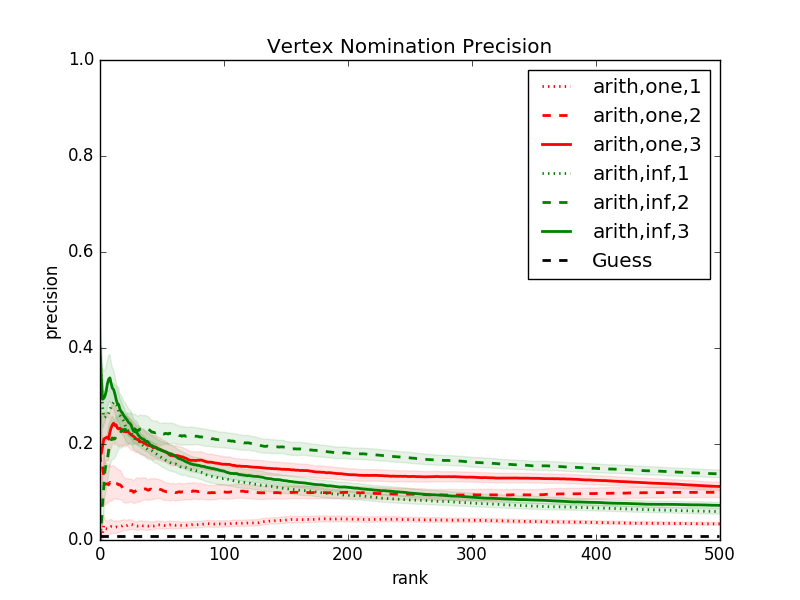 Vertex Nomination Precision
1.0
0.8
0.6
0.4
0.2
0.0
precision
arith,one,1
arith,one,2
arith,one,3
arith,inf,1
arith,inf,2
arith,inf,3
Guess
0
100
200
300
400
500
rank